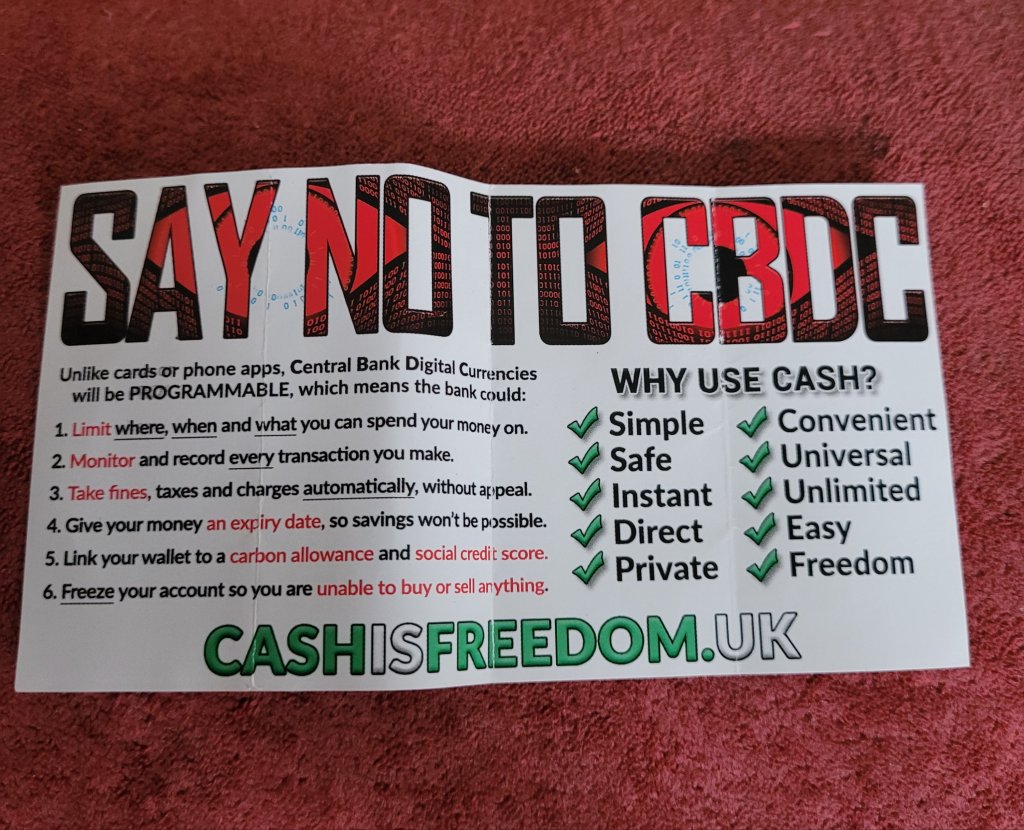 SAY NO TO CBDC
Unlike cards or phone apps, Central Bank Digital Currencies
will be PROGRAMMABLE, which means the bank could:
1. Limit where, when and what you can spend your money on.
2. Monitor and record every transaction you make.
3. Take fines, taxes and charges automatically, without appeal.
4. Give your money an expiry date, so savings won't be possible.
5. Link your wallet to a carbon allowance and social credit score.
6. Freeze your account so you are unable to buy or sell anything.
WHY USE CASH?
Simple
Safe
Instant
Direct
Private
Convenient
Universal
Unlimited
Easy
Freedom
CASHISFREEDOM.UK